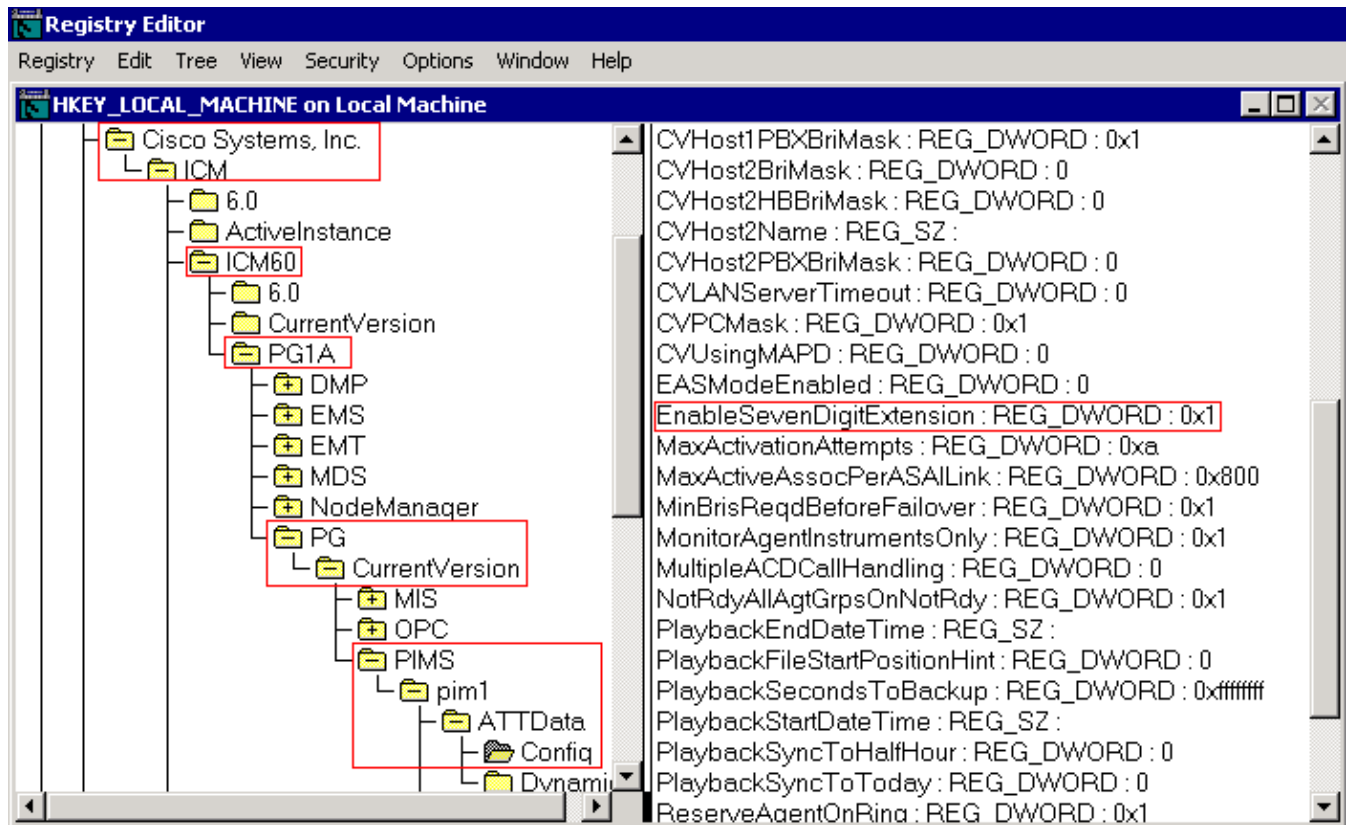 Registry Editor
Registry Edit Tree View Security Options Window Help
HKEY_LOCAL_MACHINE on Local Machine
Cisco Systems, Inc.
ICM
6.0
ActiveInstance
ICM60
6.0
CurrentVersion
PG1A
DMP
EMS
EMT
MDS
NodeManager
PG
CurrentVersion
MIS
OPC
PIMS
pim1
ATTData
Config
Dynami
CVHost1PBXBriMask : REG_DWORD : 0x1
CVHost2BriMask : REG_DWORD : 0
CVHost2HBBriMask : REG_DWORD : 0
CVHost2Name : REG_SZ :
CVHost2PBXBriMask : REG_DWORD : 0
CVLANServerTimeout : REG_DWORD : 0
CVPCMask : REG_DWORD : 0x1
CVUsingMAPD : REG_DWORD : 0
EASModeEnabled : REG_DWORD : 0
EnableSevenDigitExtension : REG_DWORD : 0x1
MaxActivationAttempts : REG_DWORD : 0xa
MaxActiveAssocPerASAILink : REG_DWORD : 0x800
MinBrisReqdBeforeFailover : REG_DWORD : 0x1
MonitorAgentInstrumentsOnly : REG_DWORD : 0x1
MultipleACDCallHandling : REG_DWORD : 0
NotRdyAllAgtGrpsOnNotRdy : REG_DWORD : 0x1
PlaybackEndDateTime : REG_SZ :
PlaybackFileStartPositionHint : REG_DWORD : 0
PlaybackSecondsToBackup : REG_DWORD : 0xffffffff
PlaybackStartDateTime : REG_SZ :
PlaybackSyncToHalfHour : REG_DWORD : 0
PlaybackSyncToToday : REG_DWORD : 0
ReserveAgentOnRing : REG_DWORD : 0x1